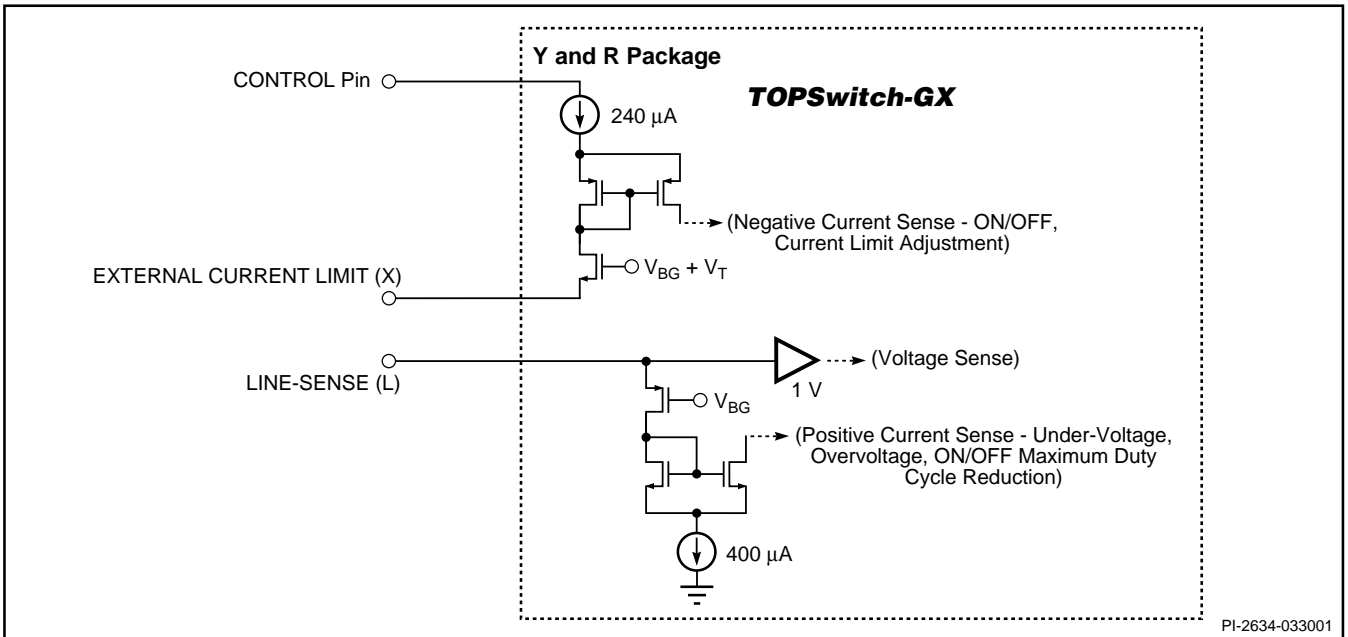 Y and R Package
CONTROL Pin
TOPSwitch-GX
240 μA
(Negative Current Sense - ON/OFF,
Current Limit Adjustment)
V_BG + V_T
EXTERNAL CURRENT LIMIT (X)
(Voltage Sense)
LINE-SENSE (L)
1 V
V_BG
(Positive Current Sense - Under-Voltage,
Overvoltage, ON/OFF Maximum Duty
Cycle Reduction)
400 μA
PI-2634-033001